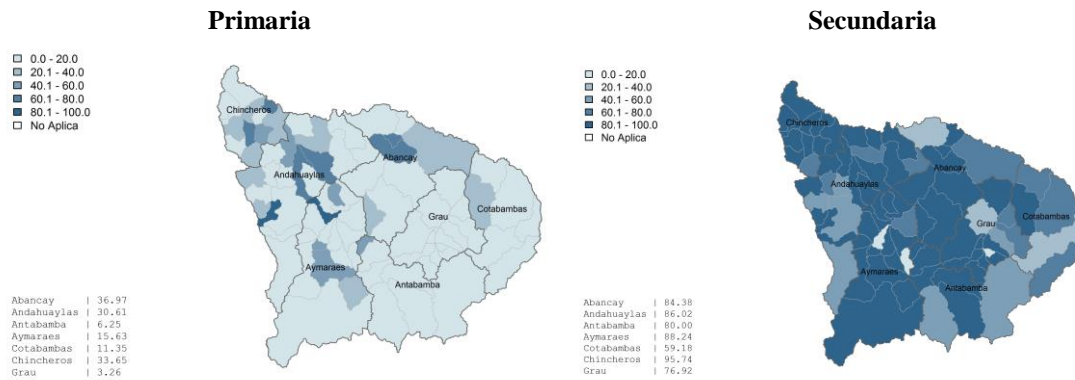 Primaria
0.0 - 20.0
20.1 - 40.0
40.1 - 60.0
60.1 - 80.0
80.1 - 100.0
No Aplica
Chincheros
Abancay
Andahuaylas
Cotabambas
Grau
Aymaraes
Antabamba
Abancay | 36.97
Andahuaylas | 30.61
Antabamba | 6.25
Aymaraes | 15.63
Cotabambas | 11.35
Chincheros | 33.65
Grau | 3.26
Secundaria
0.0 - 20.0
20.1 - 40.0
40.1 - 60.0
60.1 - 80.0
80.1 - 100.0
No Aplica
Chincheros
Abancay
Andahuaylas
Cotabambas
Grau
Aymaraes
Antabamba
Abancay | 84.38
Andahuaylas | 86.02
Antabamba | 80.00
Aymaraes | 88.24
Cotabambas | 59.18
Chincheros | 95.74
Grau | 76.92